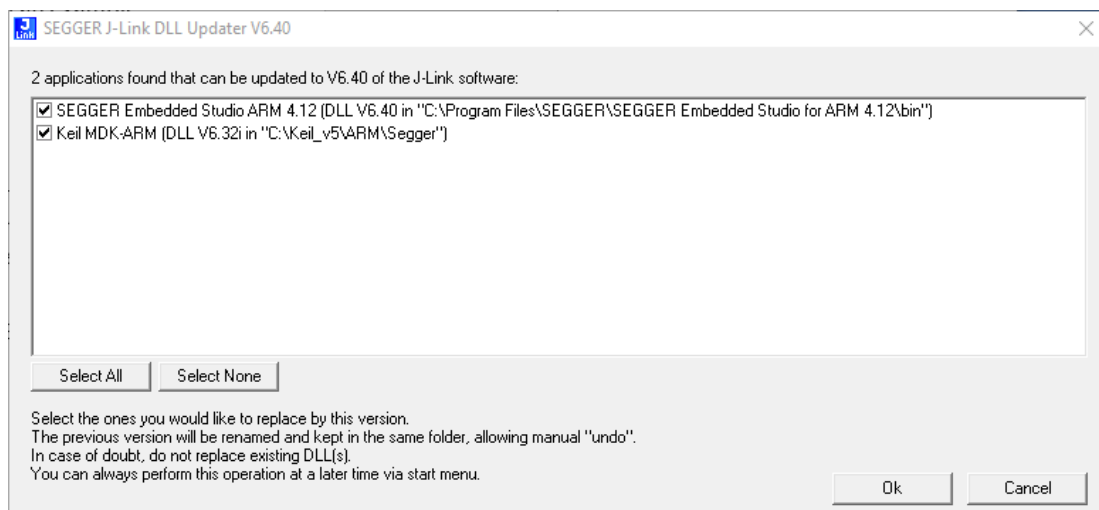 J
Link
SEGGER J-Link DLL Updater V6.40
2 applications found that can be updated to V6.40 of the J-Link software:
SEGGER Embedded Studio ARM 4.12 (DLL V6.40 in "C:\Program Files\SEGGER\SEGGER Embedded Studio for ARM 4.12\bin")
Keil MDK-ARM (DLL V6.32i in "C:\Keil_v5\ARM\Segger")
Select All
Select None
Select the ones you would like to replace by this version.
The previous version will be renamed and kept in the same folder, allowing manual "undo".
In case of doubt, do not replace existing DLL(s).
You can always perform this operation at a later time via start menu.
Ok
Cancel